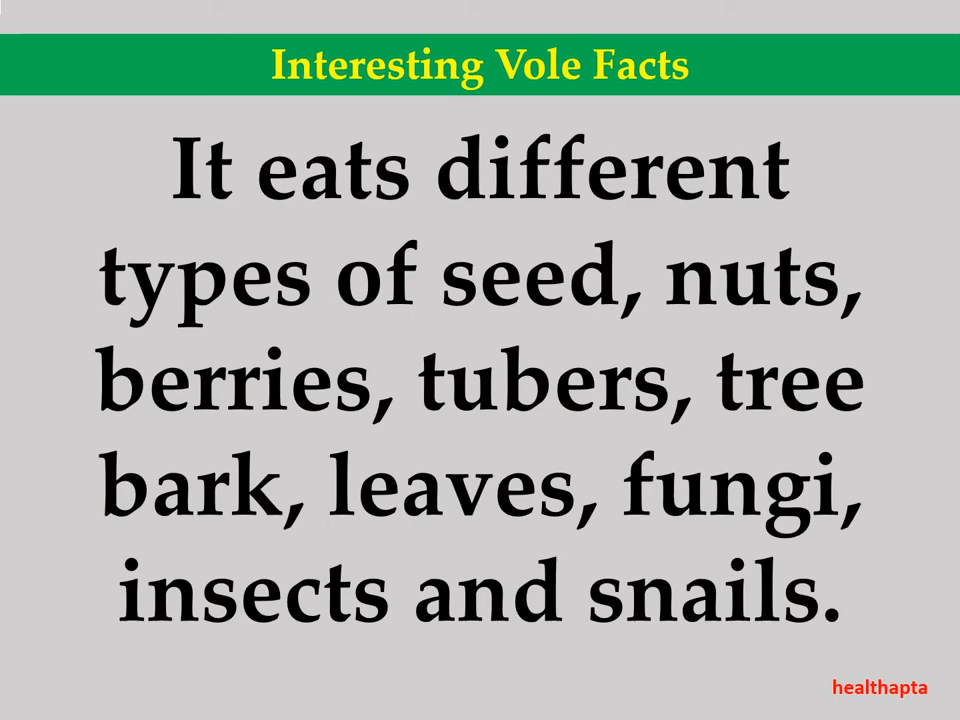 Interesting Vole Facts
It eats different
types of seed, nuts,
berries, tubers, tree
bark, leaves, fungi,
insects and snails.
healthapta